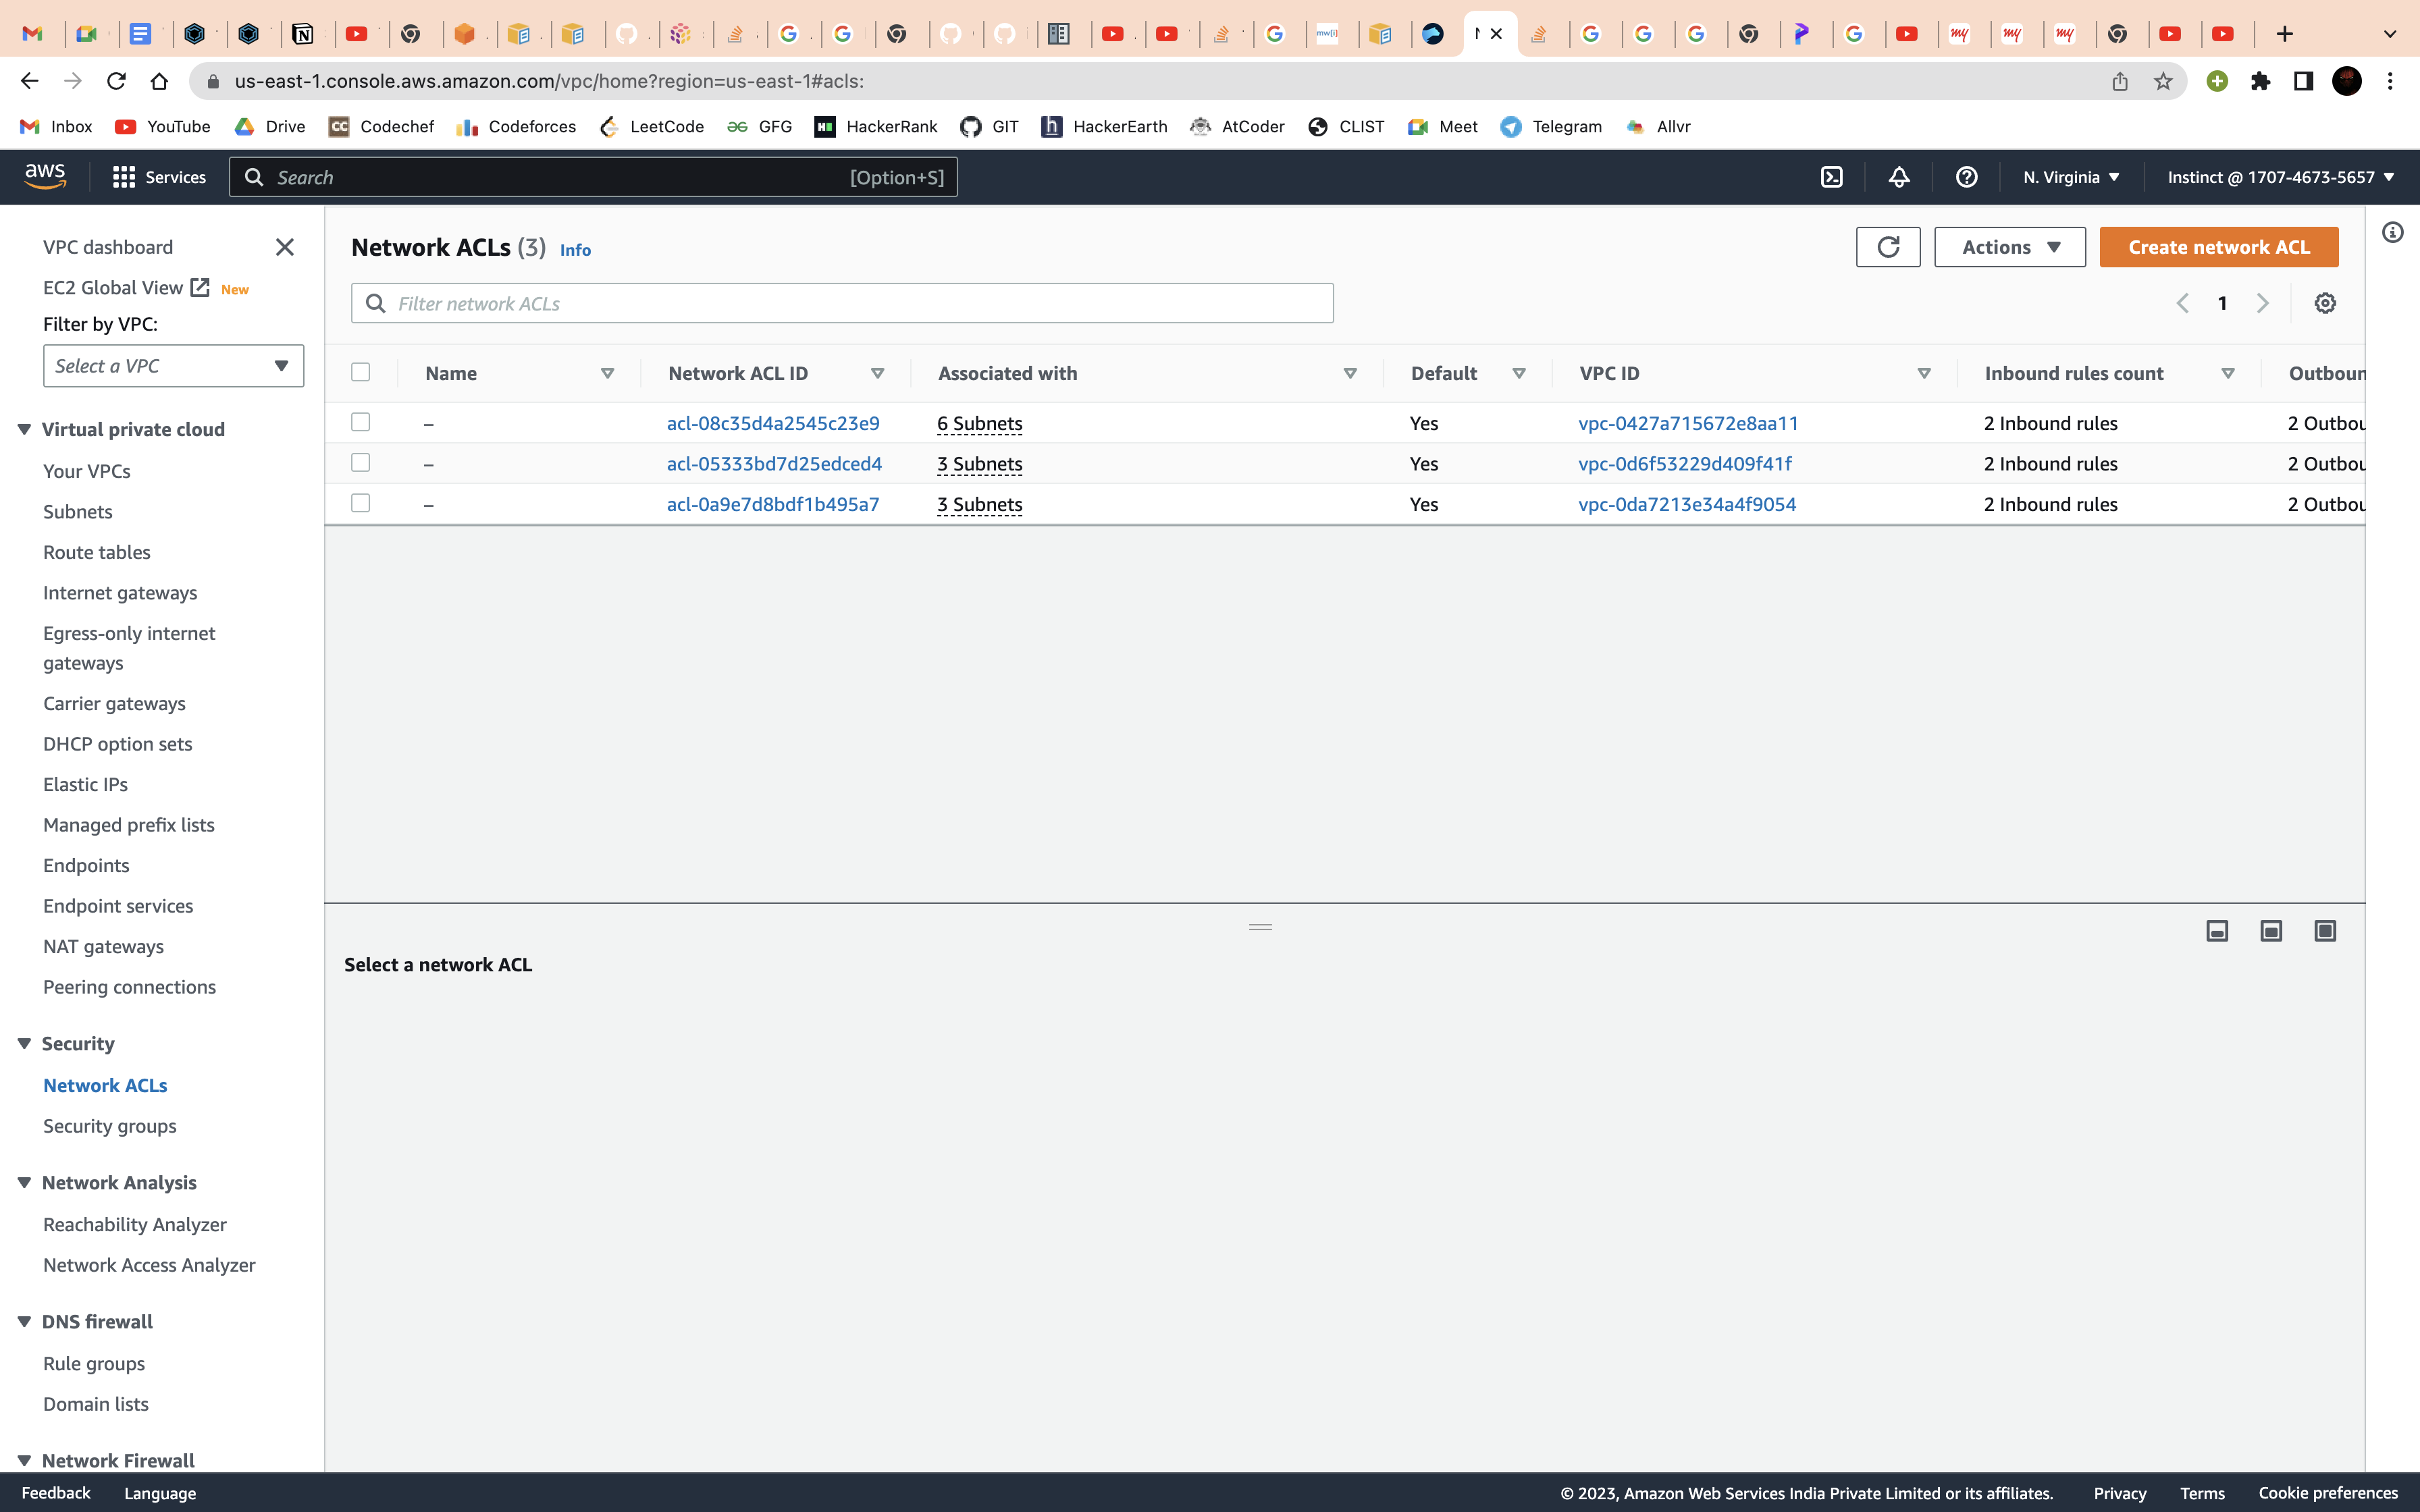 us-east-1.console.aws.amazon.com/vpc/home?region=us-east-1#acls:
Inbox YouTube Drive Codechef Codeforces LeetCode GFG HackerRank GIT HackerEarth AtCoder CLIST Meet Telegram Allvr
aws Services Search [Option+S] N. Virginia Instinct @ 1707-4673-5657
VPC dashboard
EC2 Global View New
Filter by VPC:
Select a VPC
Virtual private cloud
Your VPCs
Subnets
Route tables
Internet gateways
Egress-only internet
gateways
Carrier gateways
DHCP option sets
Elastic IPs
Managed prefix lists
Endpoints
Endpoint services
NAT gateways
Peering connections
Security
Network ACLs
Security groups
Network Analysis
Reachability Analyzer
Network Access Analyzer
DNS firewall
Rule groups
Domain lists
Network Firewall
Network ACLs (3) Info
Actions Create network ACL
Filter network ACLs
1
Name Network ACL ID Associated with Default VPC ID Inbound rules count Outboun
– acl-08c35d4a2545c23e9 6 Subnets Yes vpc-0427a715672e8aa11 2 Inbound rules 2 Outbou
– acl-05333bd7d25edced4 3 Subnets Yes vpc-0d6f53229d409f41f 2 Inbound rules 2 Outbou
– acl-0a9e7d8bdf1b495a7 3 Subnets Yes vpc-0da7213e34a4f9054 2 Inbound rules 2 Outbou
Select a network ACL
Feedback Language © 2023, Amazon Web Services India Private Limited or its affiliates. Privacy Terms Cookie preferences